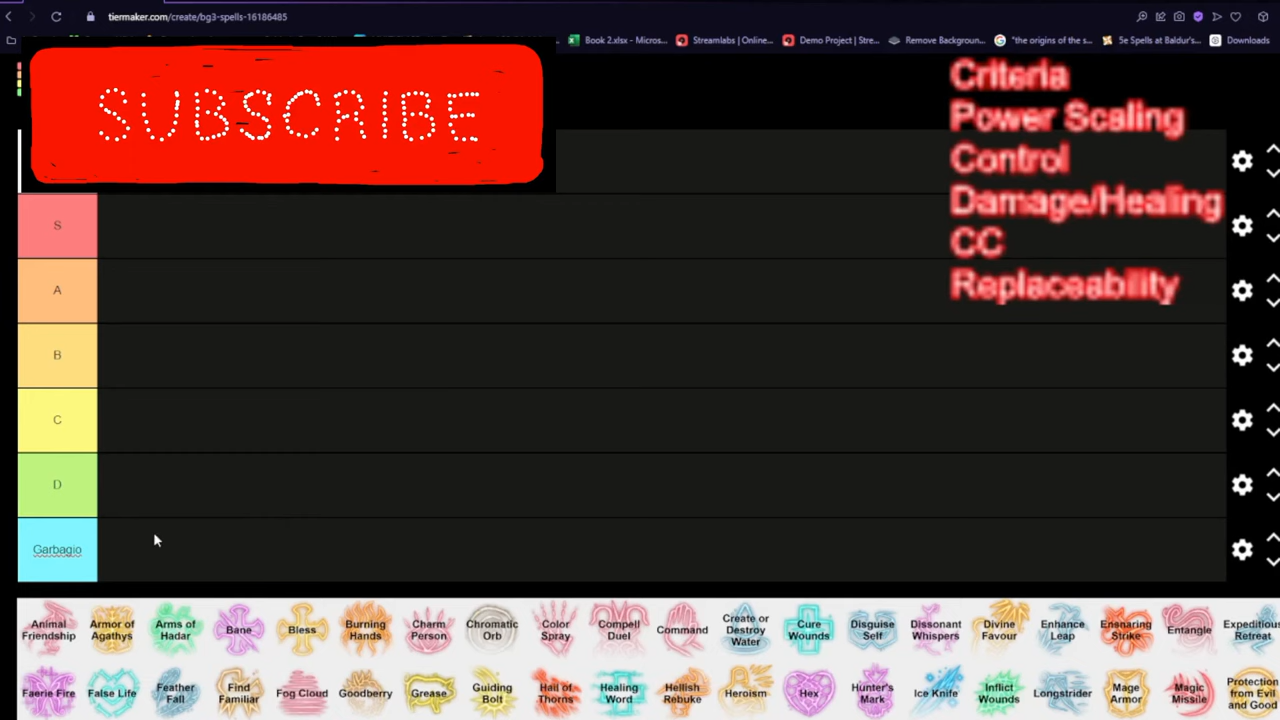 tiermaker.com/create/bg3-spells-16186485
Book 2.xlsx - Micros...
Streamlabs | Online...
Demo Project | Stre...
Remove Backgroun...
"the origins of the s...
5e Spells at Baldur's...
Downloads
SUBSCRIBE
Criteria
Power Scaling
Control
Damage/Healing
CC
Replaceability
S
A
B
C
D
Garbagio
Animal Friendship
Armor of Agathys
Arms of Hadar
Bane
Bless
Burning Hands
Charm Person
Chromatic Orb
Color Spray
Compell Duel
Command
Create or Destroy Water
Cure Wounds
Disguise Self
Dissonant Whispers
Divine Favour
Enhance Leap
Ensnaring Strike
Entangle
Expeditious Retreat
Faerie Fire
False Life
Feather Fall
Find Familiar
Fog Cloud
Goodberry
Grease
Guiding Bolt
Hail of Thorns
Healing Word
Hellish Rebuke
Heroism
Hex
Hunter's Mark
Ice Knife
Inflict Wounds
Longstrider
Mage Armor
Magic Missile
Protection from Evil and Good